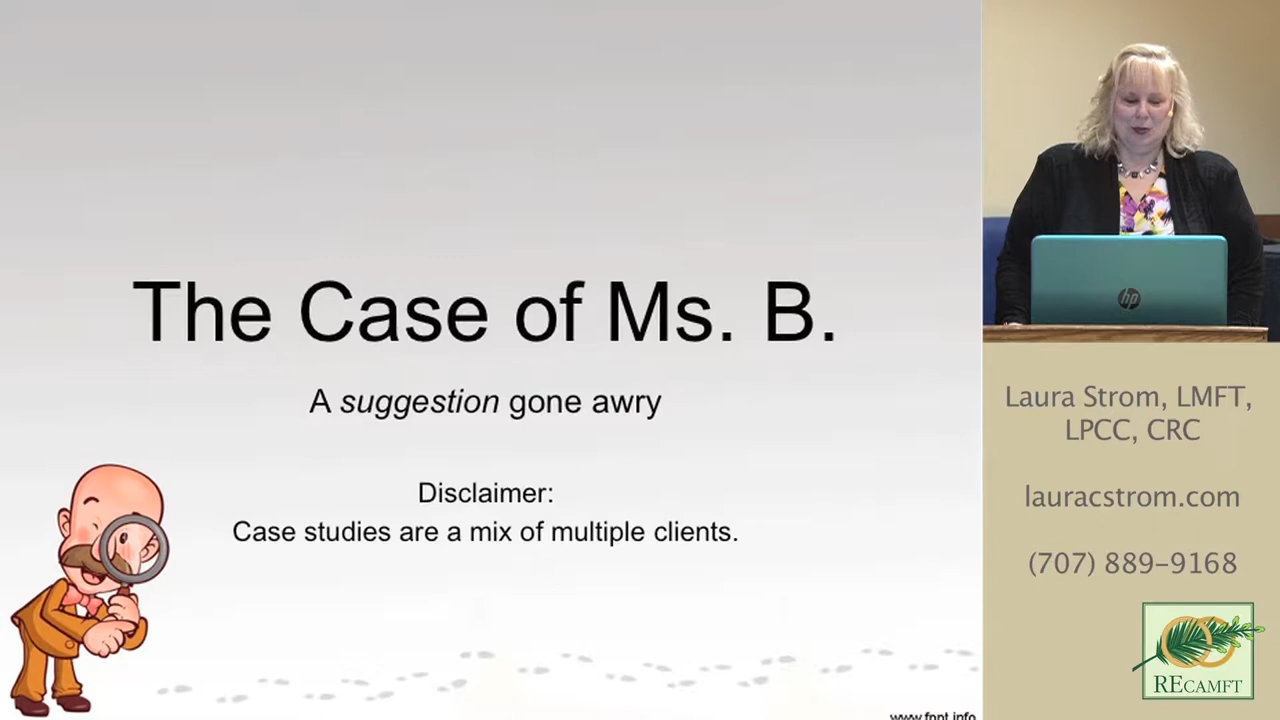 The Case of Ms. B.
A suggestion gone awry
Disclaimer:
Case studies are a mix of multiple clients.
www.fppt.info
hp
Laura Strom, LMFT,
LPCC, CRC
lauracstrom.com
(707) 889-9168
RECAMFT